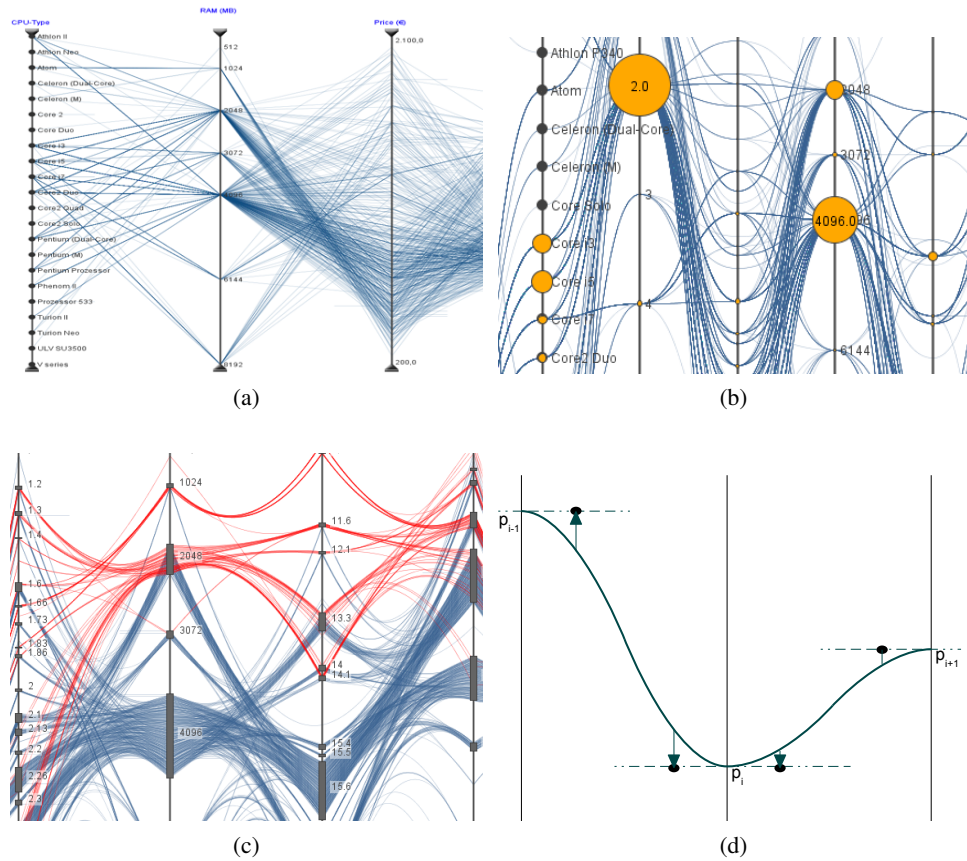 CPU-Type
RAM (MB)
Price (€)
Athlon II
Athlon Neo
Atom
Celeron (Dual-Core)
Celeron (M)
Core 2
Core Duo
Core i3
Core i5
Core i7
Core2 Duo
Core2 Quad
Core2 Solo
Pentium (Dual-Core)
Pentium (M)
Pentium Prozessor
Phenom II
Prozessor 533
Turion II
Turion Neo
ULV SU3500
V series
512
1024
2048
3072
4096
6144
8192
2.100,0
200,0
(a)
Athlon P340
Atom
Celeron (Dual-Core)
Celeron (M)
Core Solo
Core i3
Core i5
Core i7
Core2 Duo
2.0
3
4
2048
3072
4096.0
6144
(b)
1.2
1.3
1.4
1.6
1.66
1.73
1.83
1.86
2
2.1
2.13
2.2
2.26
2.3
1024
2048
3072
4096
11.6
12.1
13.3
14
14.1
15.4
15.5
15.6
(c)
p i-1
p i
p i+1
(d)